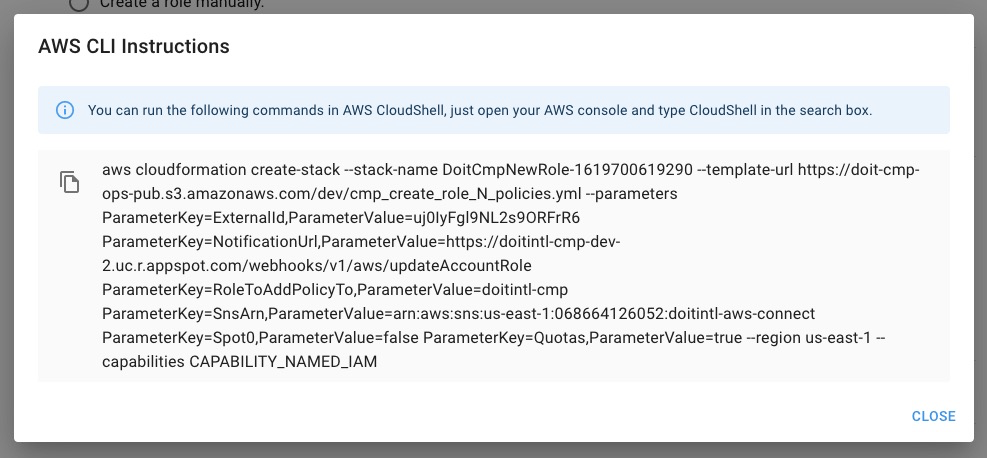 Create a role manually.
AWS CLI Instructions
You can run the following commands in AWS CloudShell, just open your AWS console and type CloudShell in the search box.
aws cloudformation create-stack --stack-name DoitCmpNewRole-1619700619290 --template-url https://doit-cmp-
ops-pub.s3.amazonaws.com/dev/cmp_create_role_N_policies.yml --parameters
ParameterKey=ExternalId,ParameterValue=uj0IyFgl9NL2s9ORFrR6
ParameterKey=NotificationUrl,ParameterValue=https://doitintl-cmp-dev-
2.uc.r.appspot.com/webhooks/v1/aws/updateAccountRole
ParameterKey=RoleToAddPolicyTo,ParameterValue=doitintl-cmp
ParameterKey=SnsArn,ParameterValue=arn:aws:sns:us-east-1:068664126052:doitintl-aws-connect
ParameterKey=Spot0,ParameterValue=false ParameterKey=Quotas,ParameterValue=true --region us-east-1 --
capabilities CAPABILITY_NAMED_IAM
CLOSE